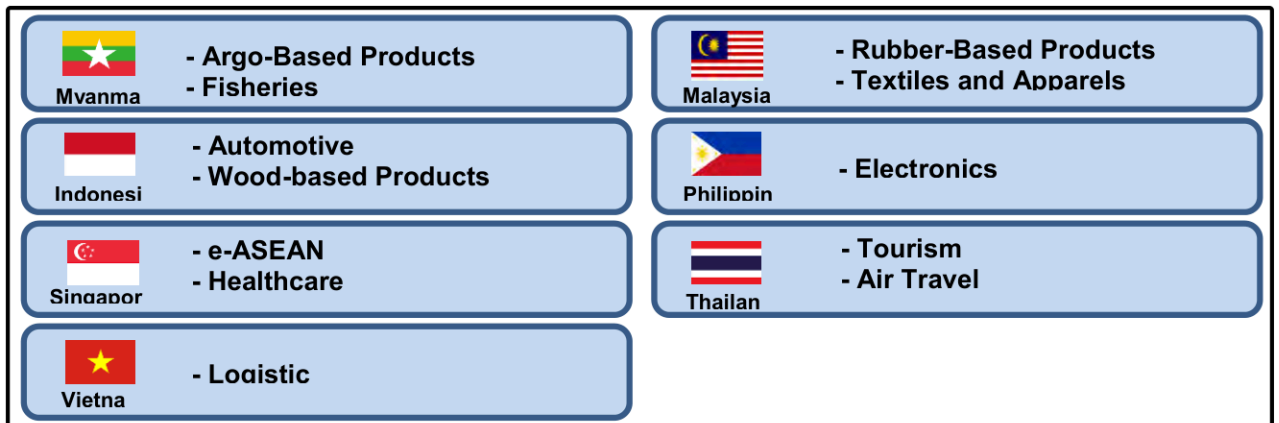 - Argo-Based Products
- Fisheries
Myanma
- Rubber-Based Products
- Textiles and Apparels
Malaysia
- Automotive
- Wood-based Products
Indonesi
- Electronics
Philippin
- e-ASEAN
- Healthcare
Singapor
- Tourism
- Air Travel
Thailan
- Logistic
Vietna